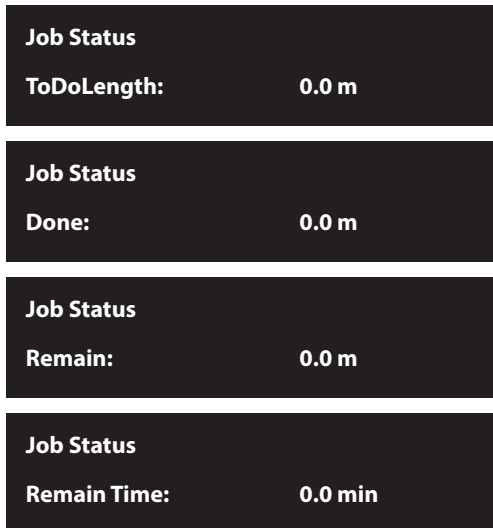 Job Status
ToDoLength: 0.0 m
Job Status
Done: 0.0 m
Job Status
Remain: 0.0 m
Job Status
Remain Time: 0.0 min